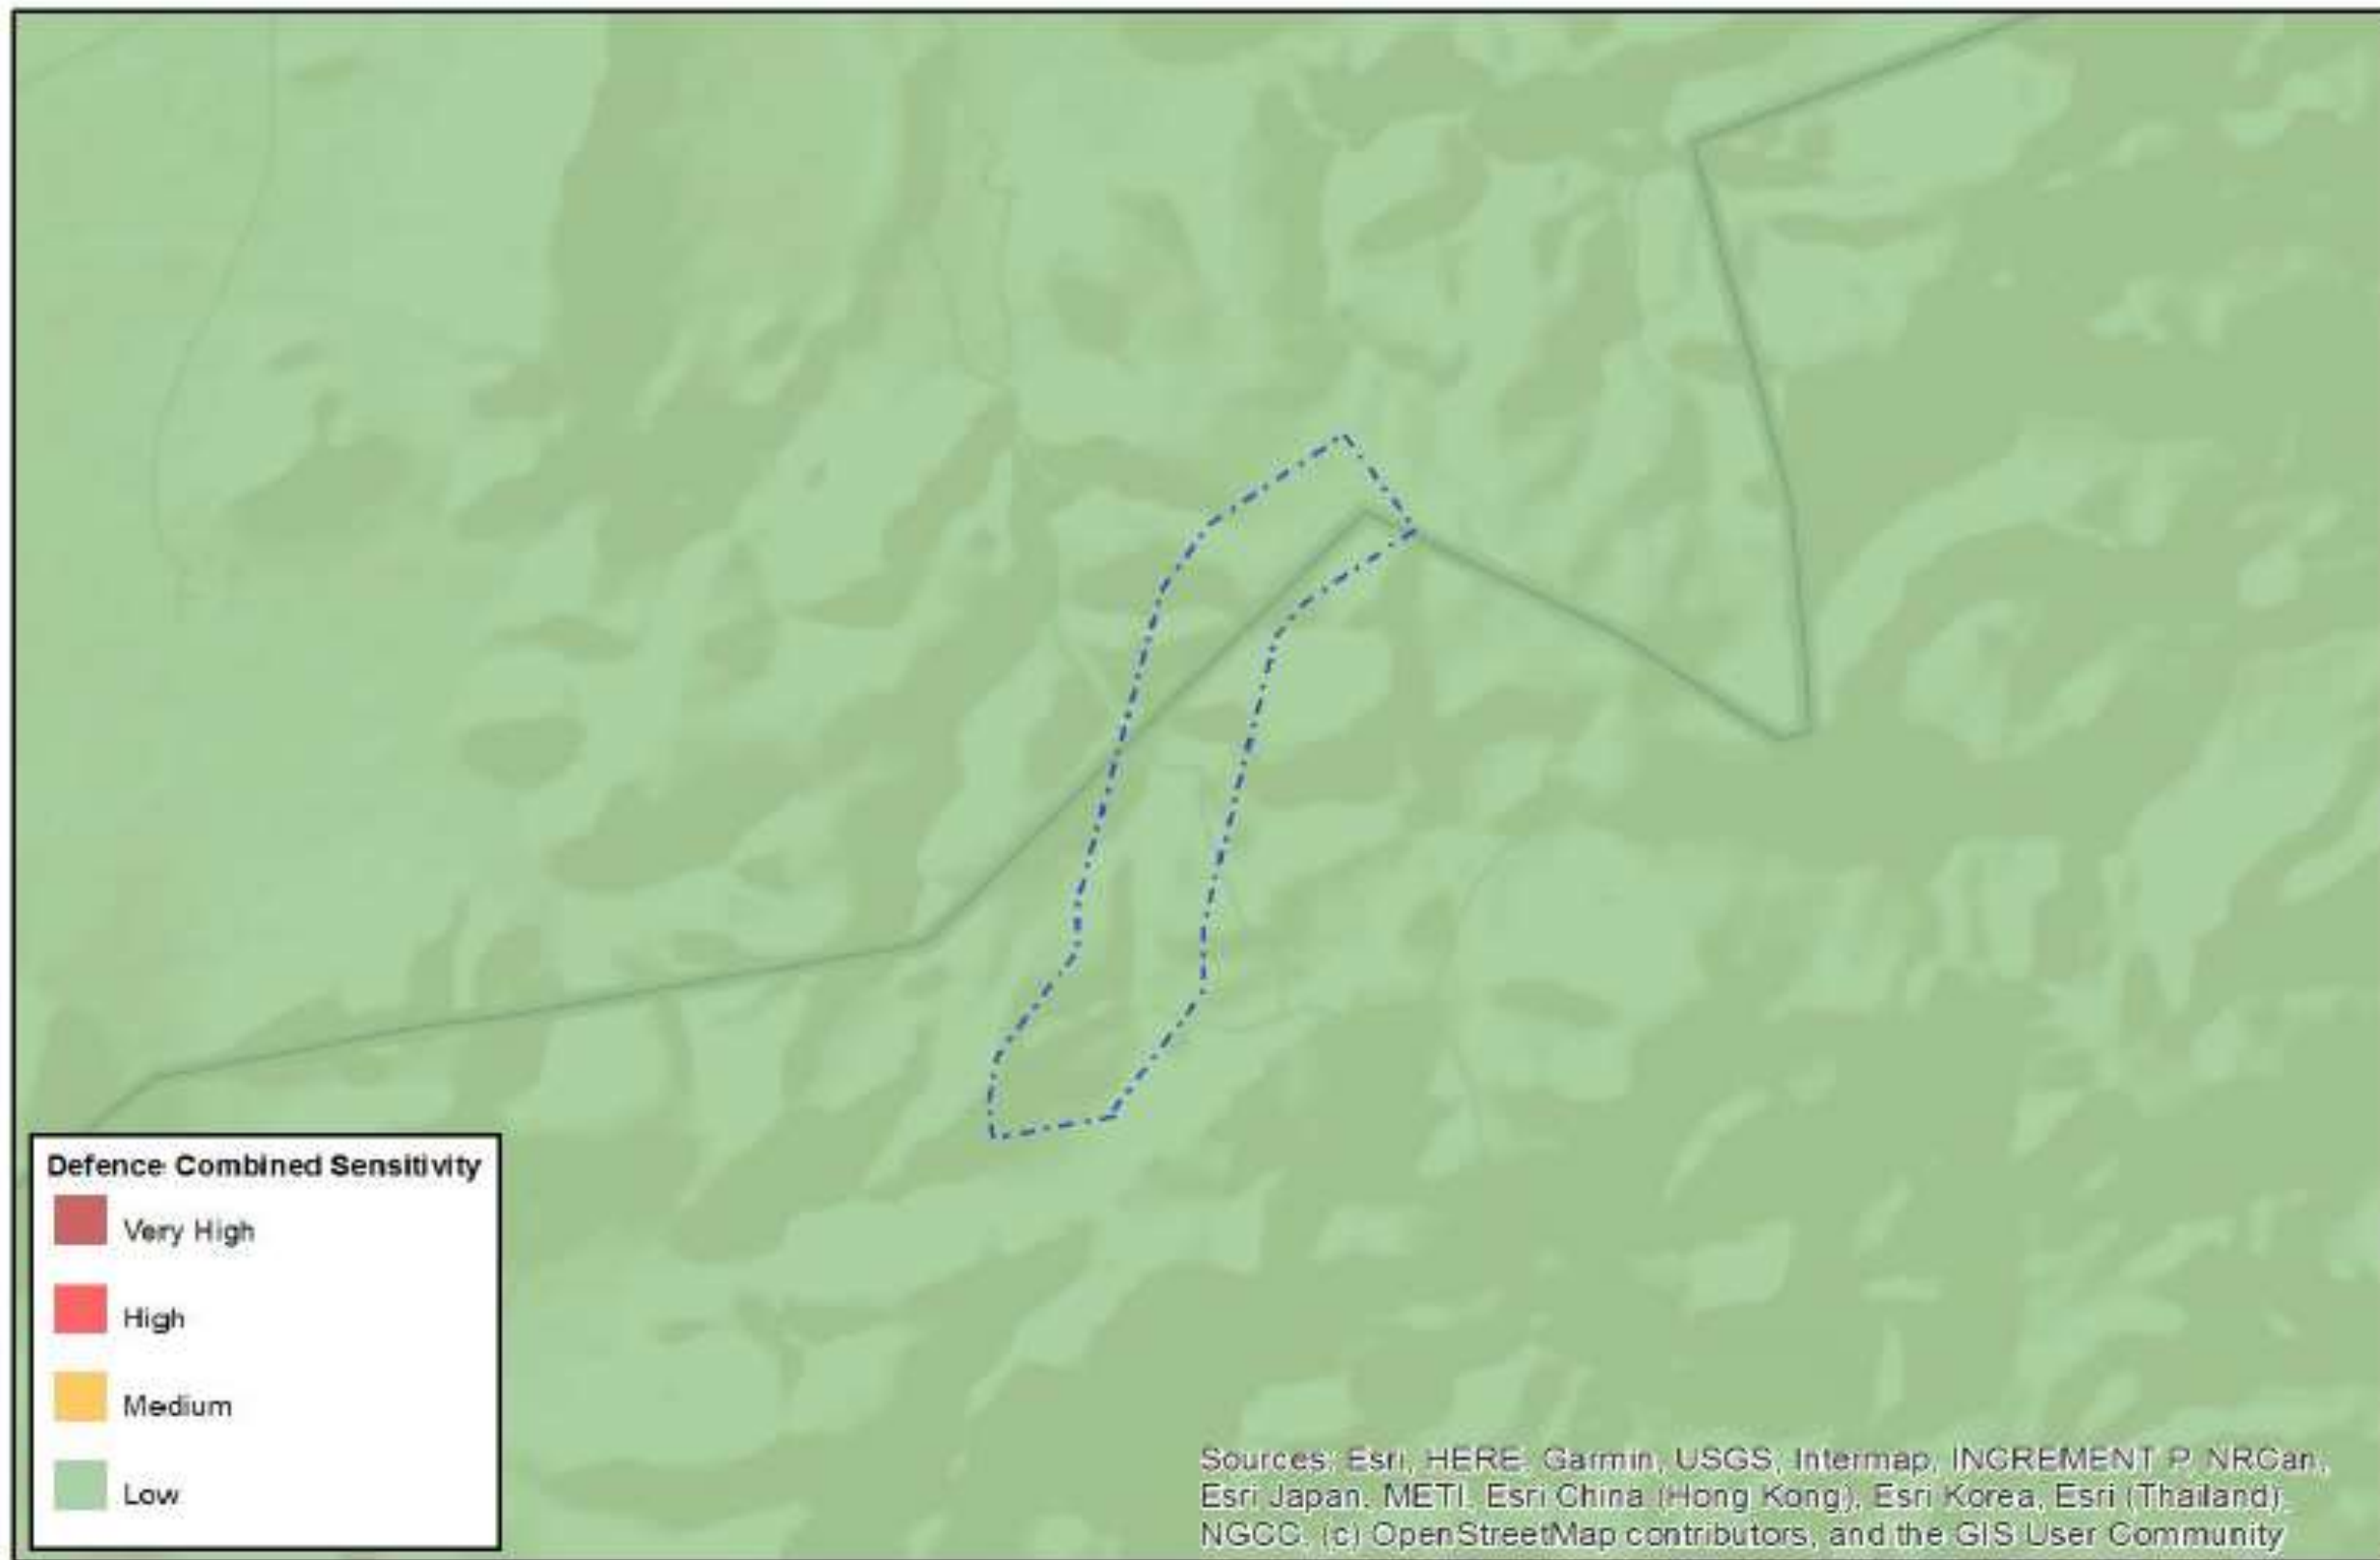 Defence Combined Sensitivity
Very High
High
Medium
Low
Sources: Esri, HERE, Garmin, USGS, Intermap, INCREMENT P, NRCan,
Esri Japan, METI, Esri China (Hong Kong), Esri Korea, Esri (Thailand),
NGCC, (c) OpenStreetMap contributors, and the GIS User Community